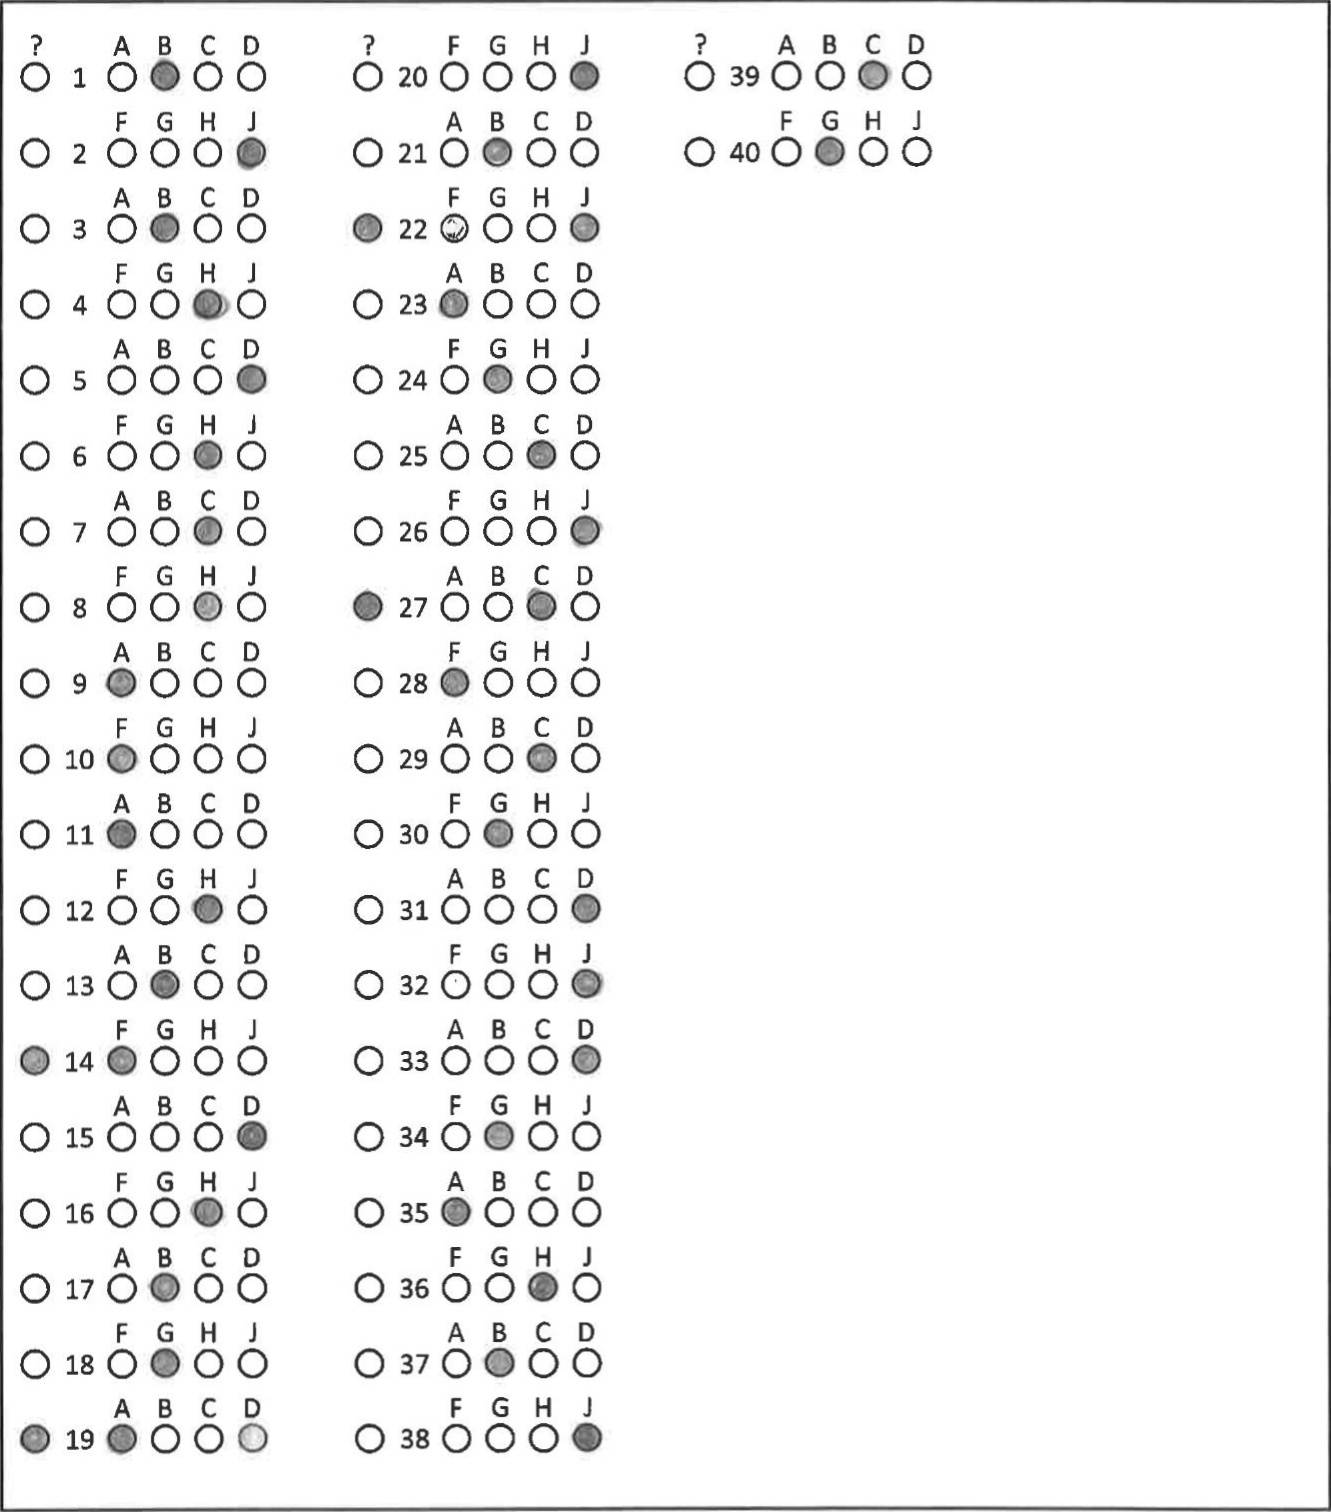 ? A B C D
1
F G H J
2
A B C D
3
F G H J
4
A B C D
5
F G H J
6
A B C D
7
F G H J
8
A B C D
9
F G H J
10
A B C D
11
F G H J
12
A B C D
13
F G H J
14
A B C D
15
F G H J
16
A B C D
17
F G H J
18
A B C D
19
? F G H J
20
A B C D
21
F G H J
22
A B C D
23
F G H J
24
A B C D
25
F G H J
26
A B C D
27
F G H J
28
A B C D
29
F G H J
30
A B C D
31
F G H J
32
A B C D
33
F G H J
34
A B C D
35
F G H J
36
A B C D
37
F G H J
38
? A B C D
39
F G H J
40